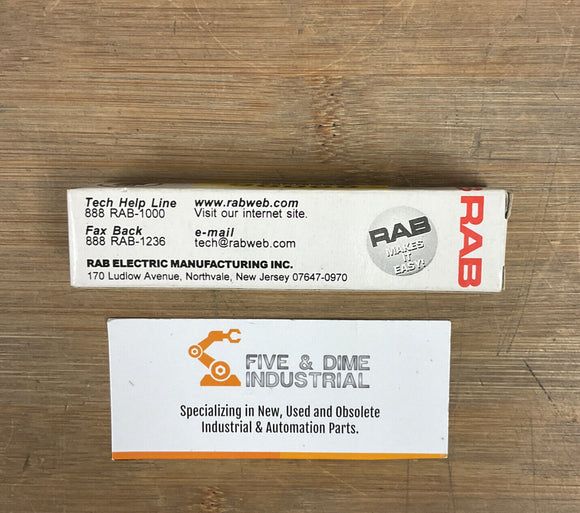 Tech Help Line www.rabweb.com
888 RAB-1000 Visit our internet site.
Fax Back e-mail
888 RAB-1236 tech@rabweb.com
RAB ELECTRIC MANUFACTURING INC.
170 Ludlow Avenue, Northvale, New Jersey 07647-0970
RAB
MAKES
IT
EASY!
RAB
FIVE & DIME
INDUSTRIAL
Specializing in New, Used and Obsolete
Industrial & Automation Parts.